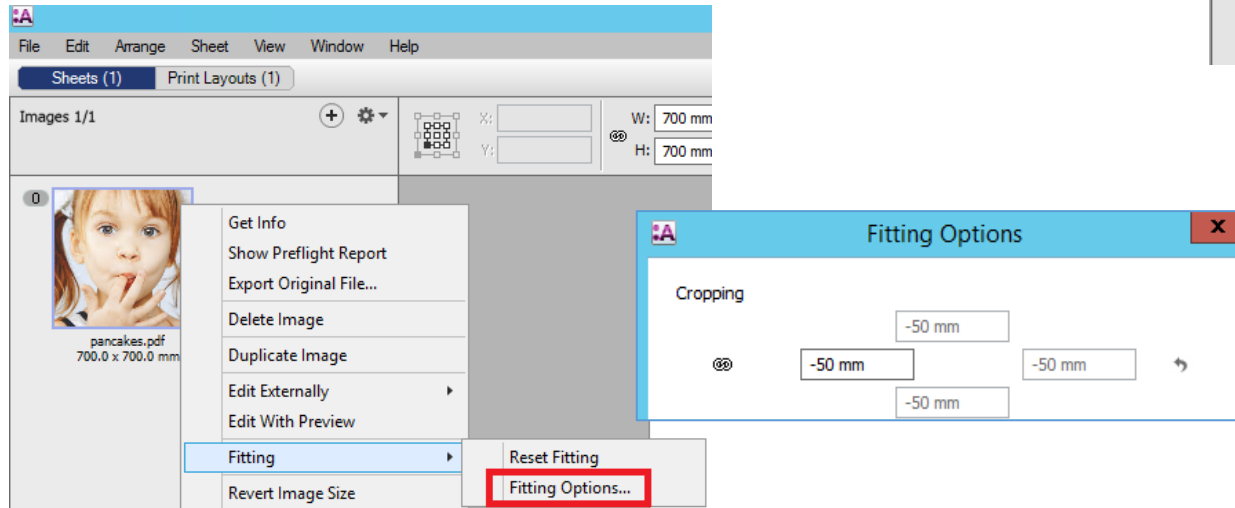 :A
File Edit Arrange Sheet View Window Help
Sheets (1) Print Layouts (1)
Images 1/1
X:
Y:
W: 700 mm
H: 700 mm
0
pancakes.pdf
700.0 x 700.0 mm
Get Info
Show Preflight Report
Export Original File...
Delete Image
Duplicate Image
Edit Externally
Edit With Preview
Fitting
Revert Image Size
Reset Fitting
Fitting Options...
:A Fitting Options x
Cropping
-50 mm
-50 mm -50 mm
-50 mm